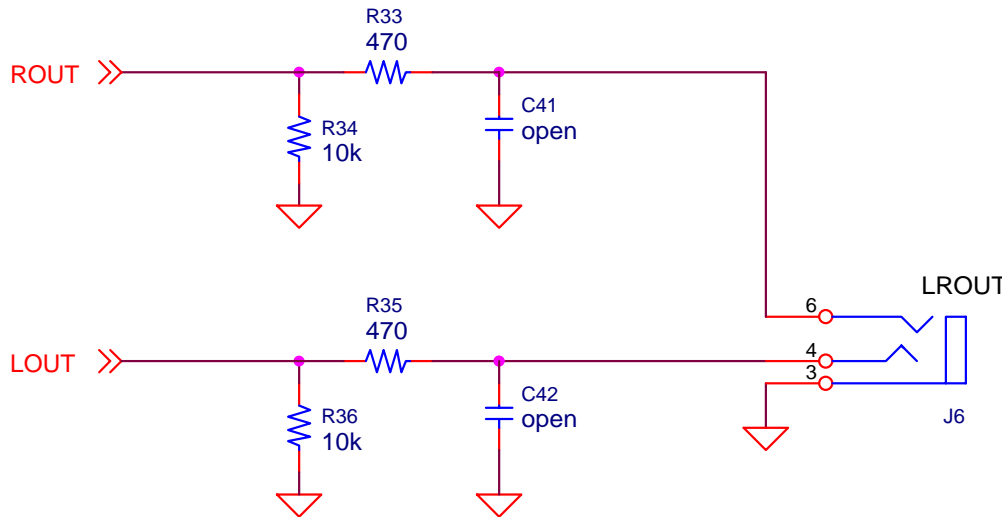 R33
470
ROUT
R34
10k
C41
open
LROUT
6
R35
470
LOUT
4
3
R36
10k
C42
open
J6